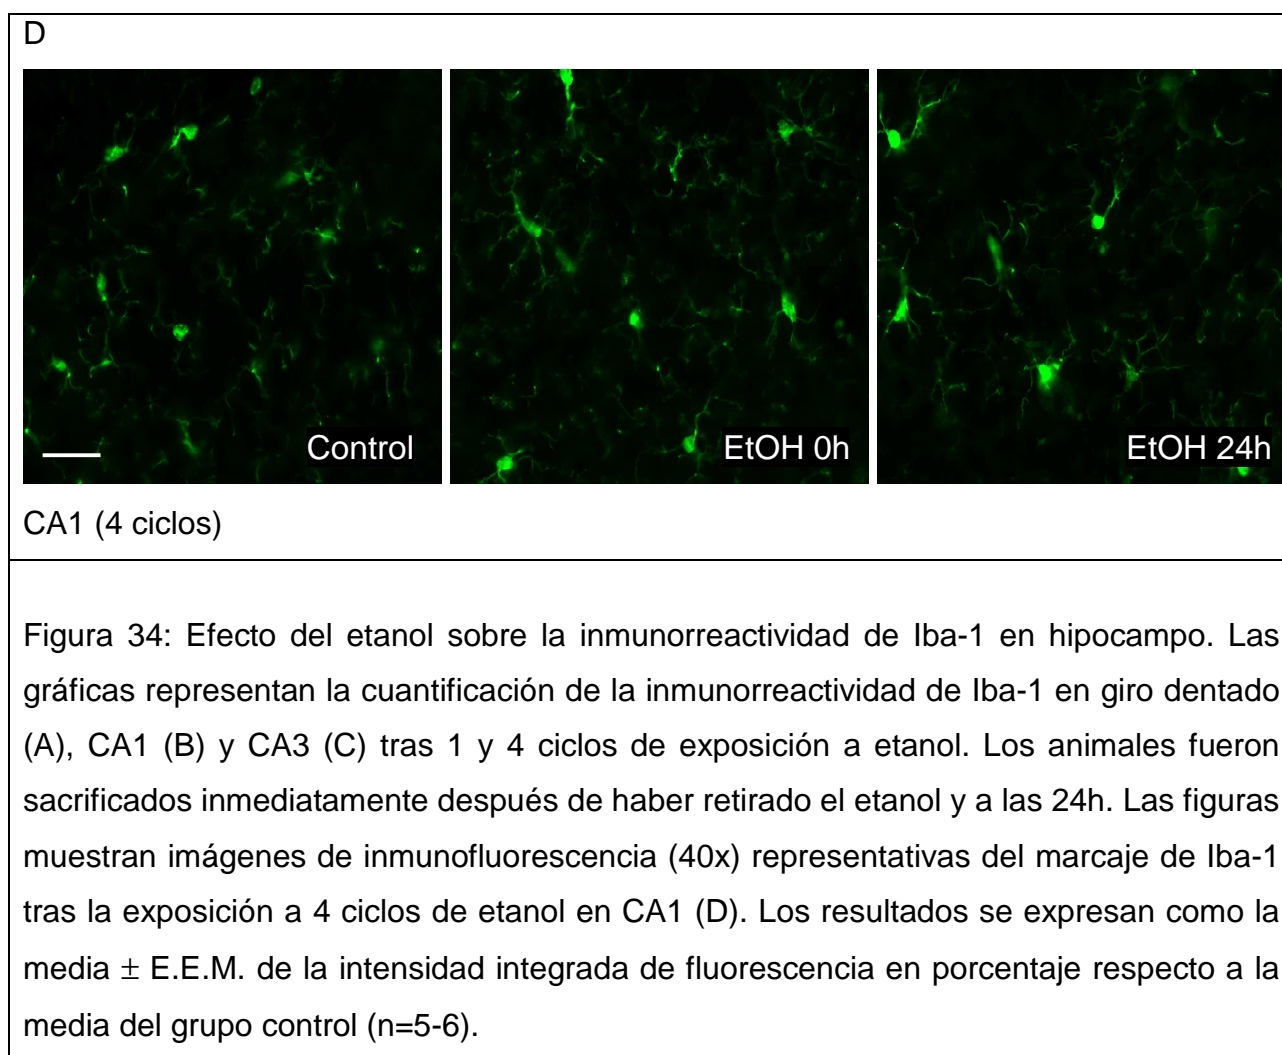 D
Control
EtOH 0h
EtOH 24h
CA1 (4 ciclos)
Figura 34: Efecto del etanol sobre la inmunorreactividad de Iba-1 en hipocampo. Las
gráficas representan la cuantificación de la inmunorreactividad de Iba-1 en giro dentado
(A), CA1 (B) y CA3 (C) tras 1 y 4 ciclos de exposición a etanol. Los animales fueron
sacrificados inmediatamente después de haber retirado el etanol y a las 24h. Las figuras
muestran imágenes de inmunofluorescencia (40x) representativas del marcaje de Iba-1
tras la exposición a 4 ciclos de etanol en CA1 (D). Los resultados se expresan como la
media ± E.E.M. de la intensidad integrada de fluorescencia en porcentaje respecto a la
media del grupo control (n=5-6).